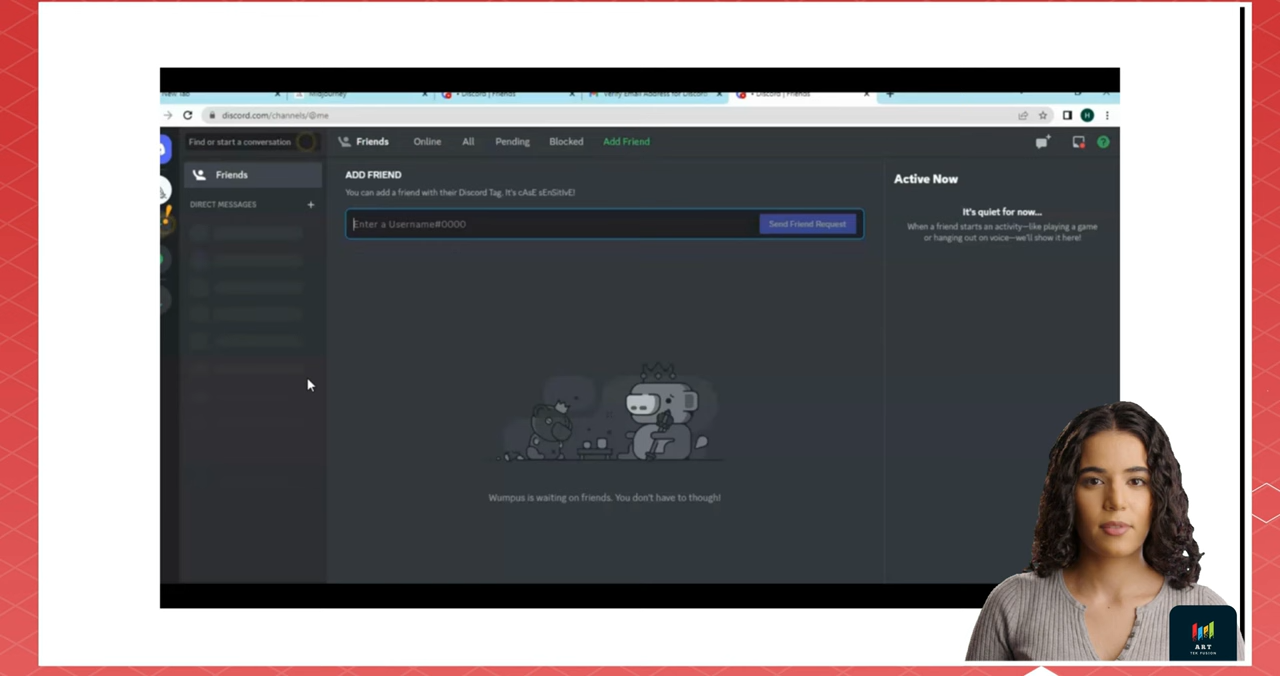 New Tab
Midjourney
• Discord | Friends
Verify Email Address for Discord
• Discord | Friends
discord.com/channels/@me
H
Find or start a conversation
Friends
Online
All
Pending
Blocked
Add Friend
Friends
DIRECT MESSAGES
ADD FRIEND
You can add a friend with their Discord Tag. It's cAsE sEnSitIvE!
Enter a Username#0000
Send Friend Request
Wumpus is waiting on friends. You don't have to though!
Active Now
It's quiet for now...
When a friend starts an activity—like playing a game
or hanging out on voice—we'll show it here!
ART
TEK FUSION